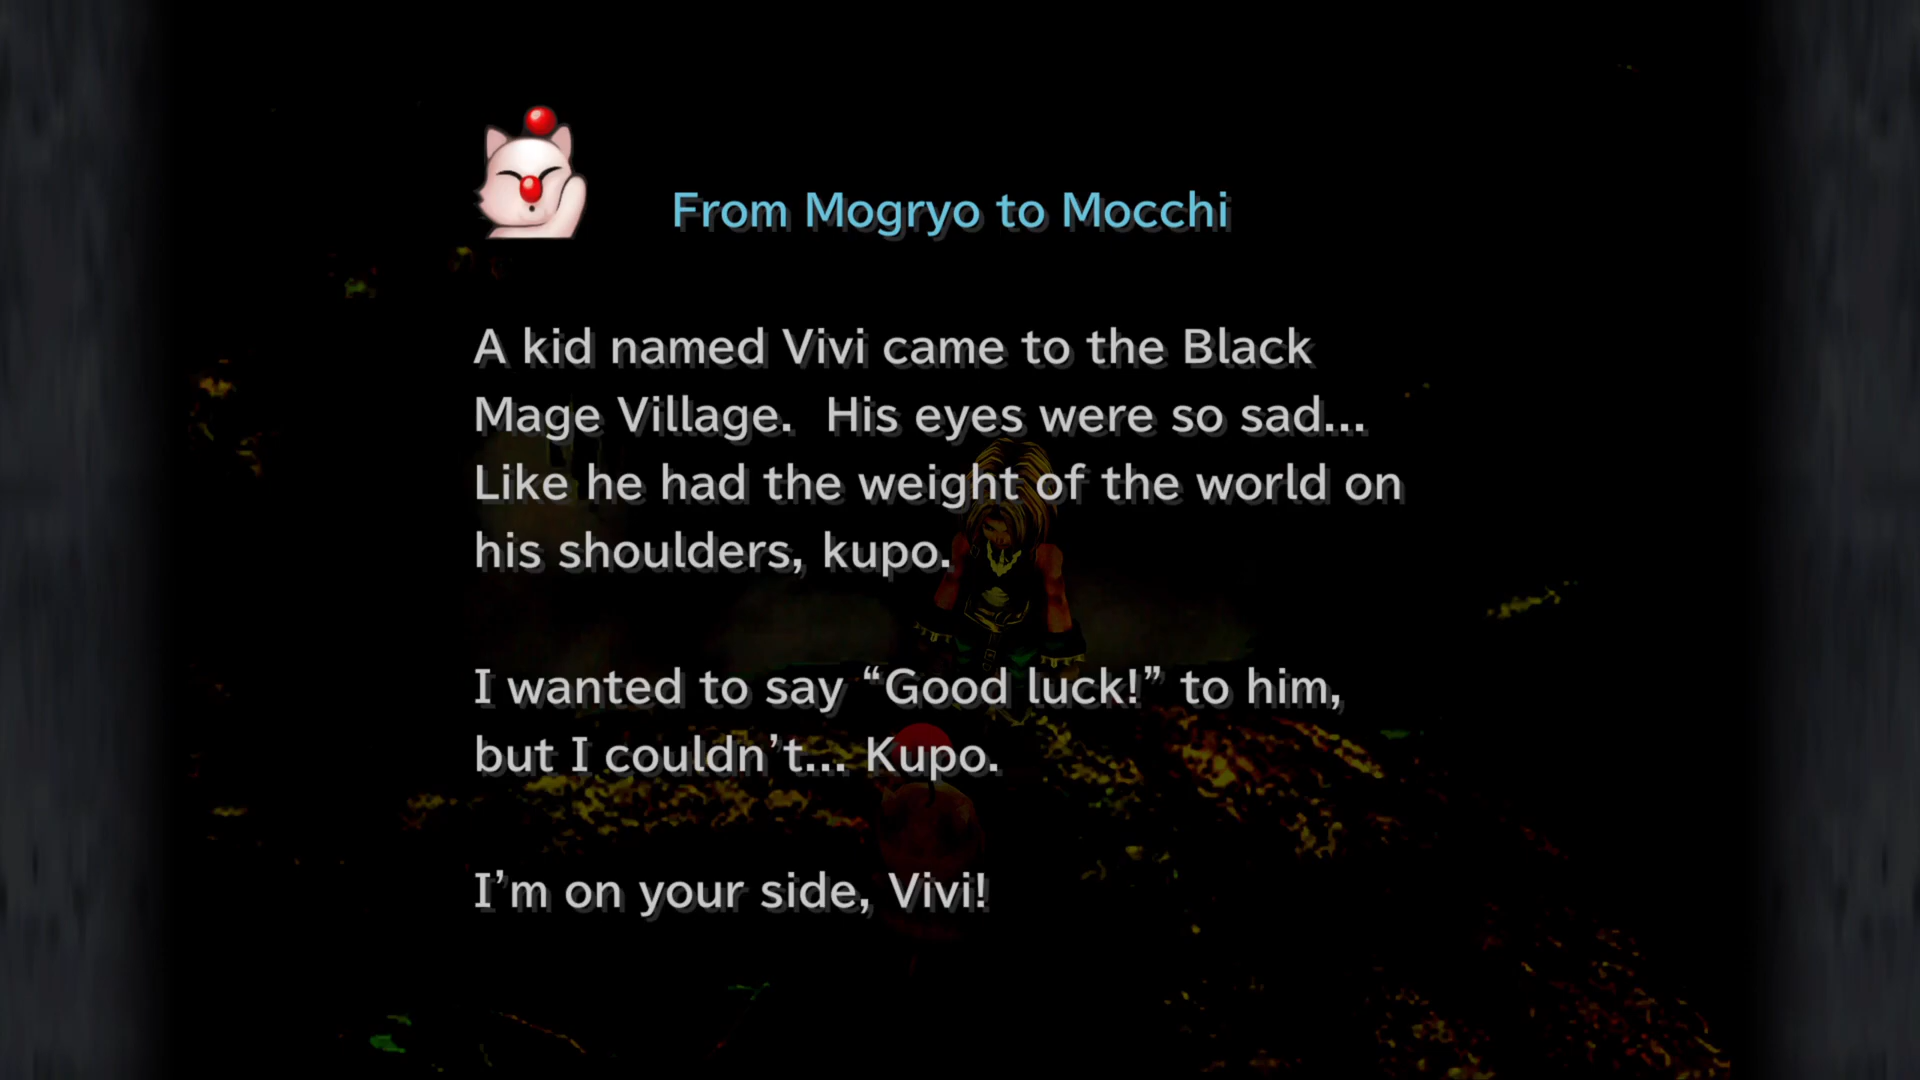 From Mogryo to Mocchi
A kid named Vivi came to the Black
Mage Village.  His eyes were so sad...
Like he had the weight of the world on
his shoulders, kupo.
I wanted to say “Good luck!” to him,
but I couldn’t... Kupo.
I’m on your side, Vivi!